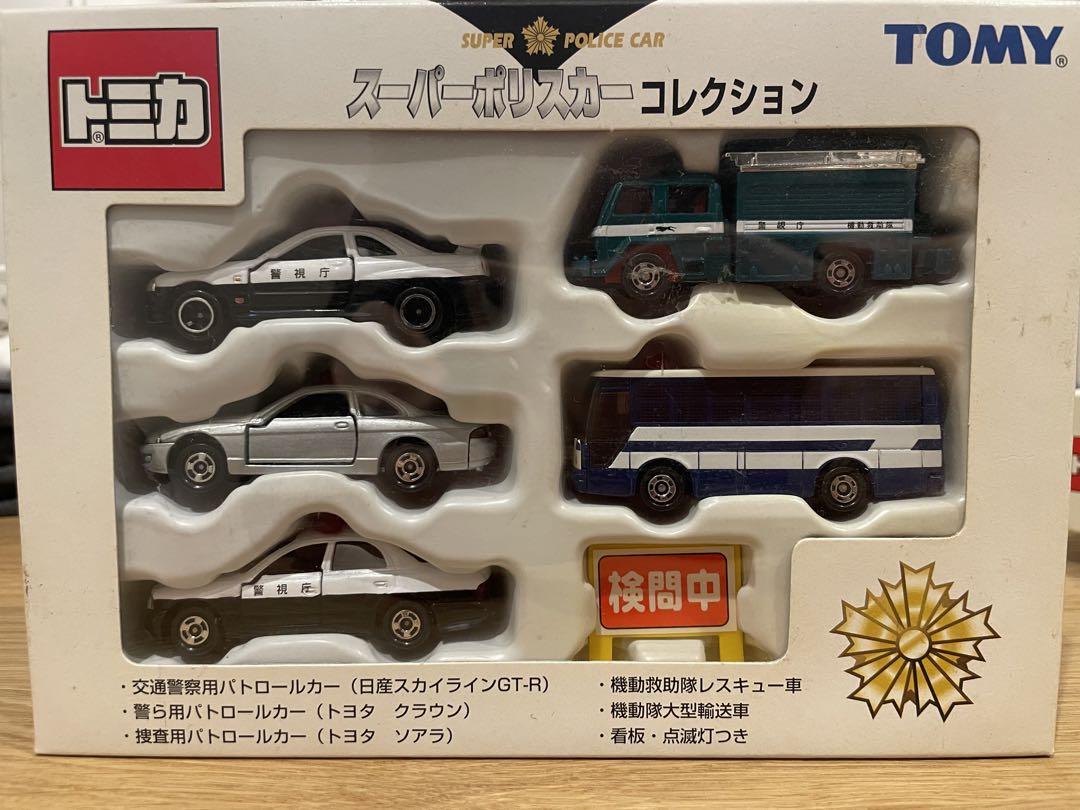 SUPER POLICE CAR
TOMY®
トミカ®
スーパーポリスカー コレクション
警視庁 機動救助隊
警視庁
警視庁
検問中
・交通警察用パトロールカー（日産スカイラインGT-R）
・警ら用パトロールカー（トヨタ クラウン）
・捜査用パトロールカー（トヨタ ソアラ）
・機動救助隊レスキュー車
・機動隊大型輸送車
・看板・点滅灯つき